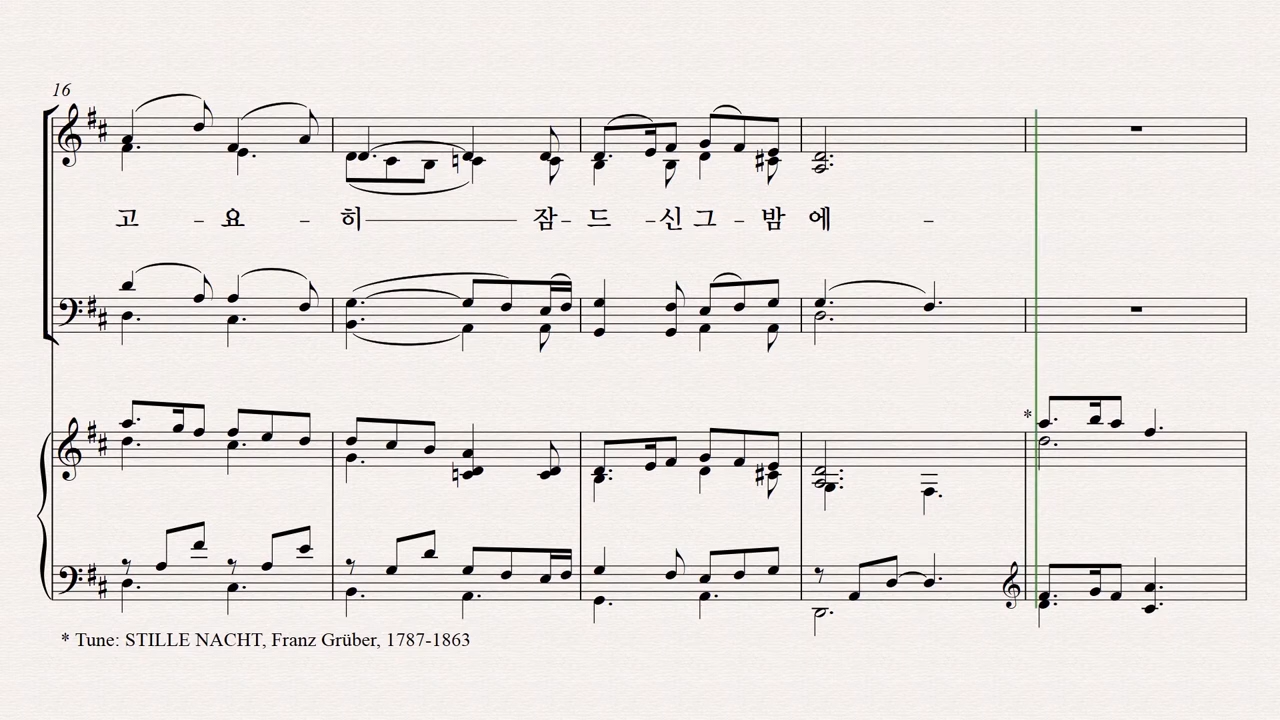 16
고 - 요 - 히 잠 - 드 - 신 그 - 밤 에 -
*
* Tune: STILLE NACHT, Franz Grüber, 1787-1863